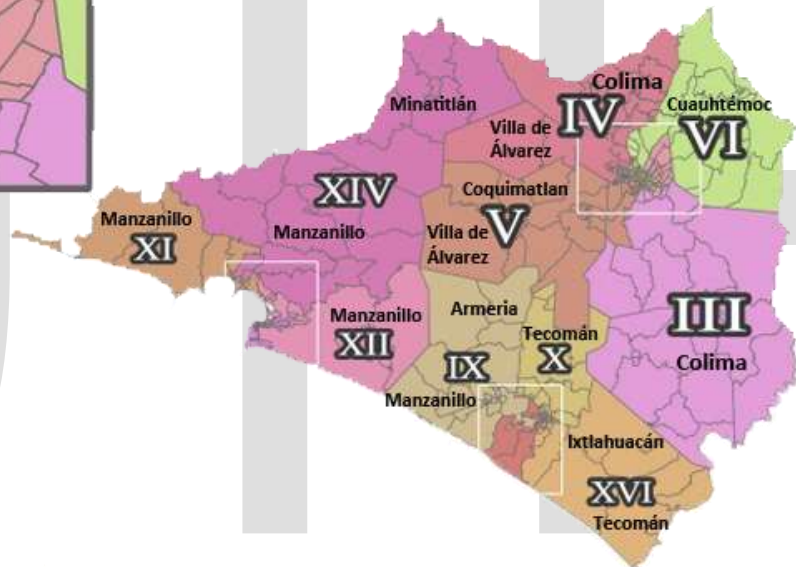 Colima
IV
Minatitlán
Cuauhtémoc
VI
Villa de
Álvarez
XIV
Coquimatlan
Manzanillo
XI
Manzanillo
V
Villa de
Álvarez
Armeria
Manzanillo
XII
III
Tecomán
X
Colima
IX
Manzanillo
Ixtlahuacán
XVI
Tecomán